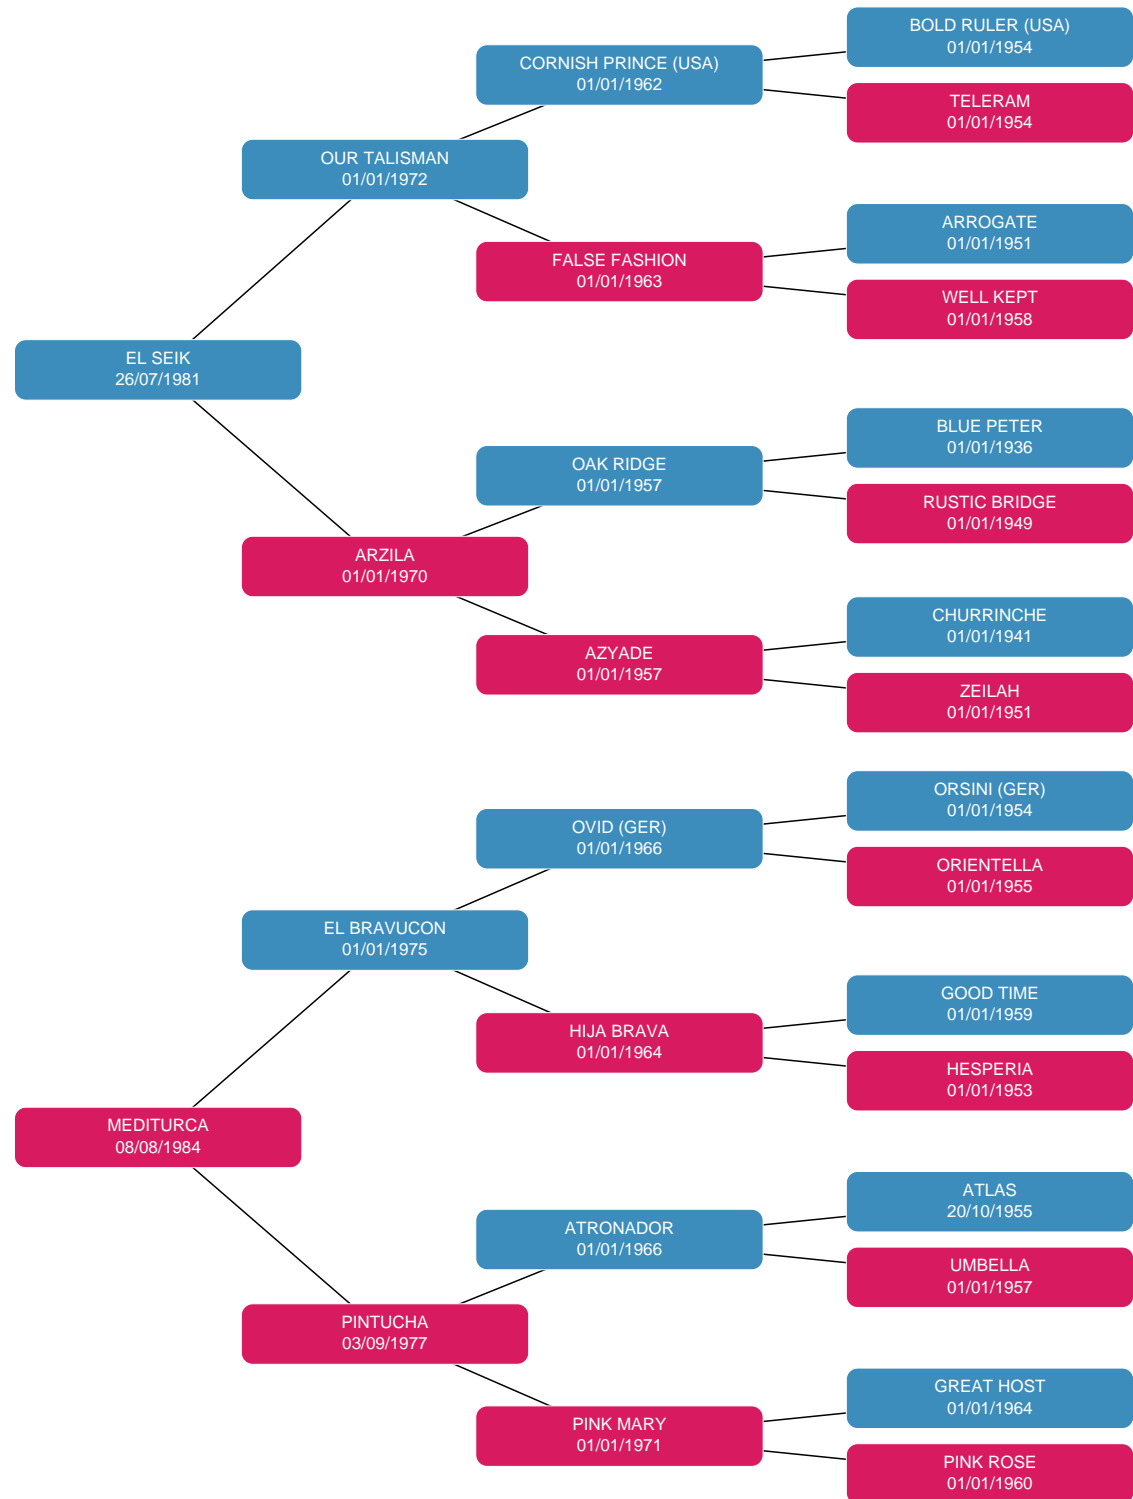 BOLD RULER (USA)
01/01/1954
CORNISH PRINCE (USA)
01/01/1962
TELERAM
01/01/1954
OUR TALISMAN
01/01/1972
ARROGATE
01/01/1951
FALSE FASHION
01/01/1963
WELL KEPT
01/01/1958
EL SEIK
26/07/1981
BLUE PETER
01/01/1936
OAK RIDGE
01/01/1957
RUSTIC BRIDGE
01/01/1949
ARZILA
01/01/1970
CHURRINCHE
01/01/1941
AZYADE
01/01/1957
ZEILAH
01/01/1951
ORSINI (GER)
01/01/1954
OVID (GER)
01/01/1966
ORIENTELLA
01/01/1955
EL BRAVUCON
01/01/1975
GOOD TIME
01/01/1959
HIJA BRAVA
01/01/1964
HESPERIA
01/01/1953
MEDITURCA
08/08/1984
ATLAS
20/10/1955
ATRONADOR
01/01/1966
UMBELLA
01/01/1957
PINTUCHA
03/09/1977
GREAT HOST
01/01/1964
PINK MARY
01/01/1971
PINK ROSE
01/01/1960